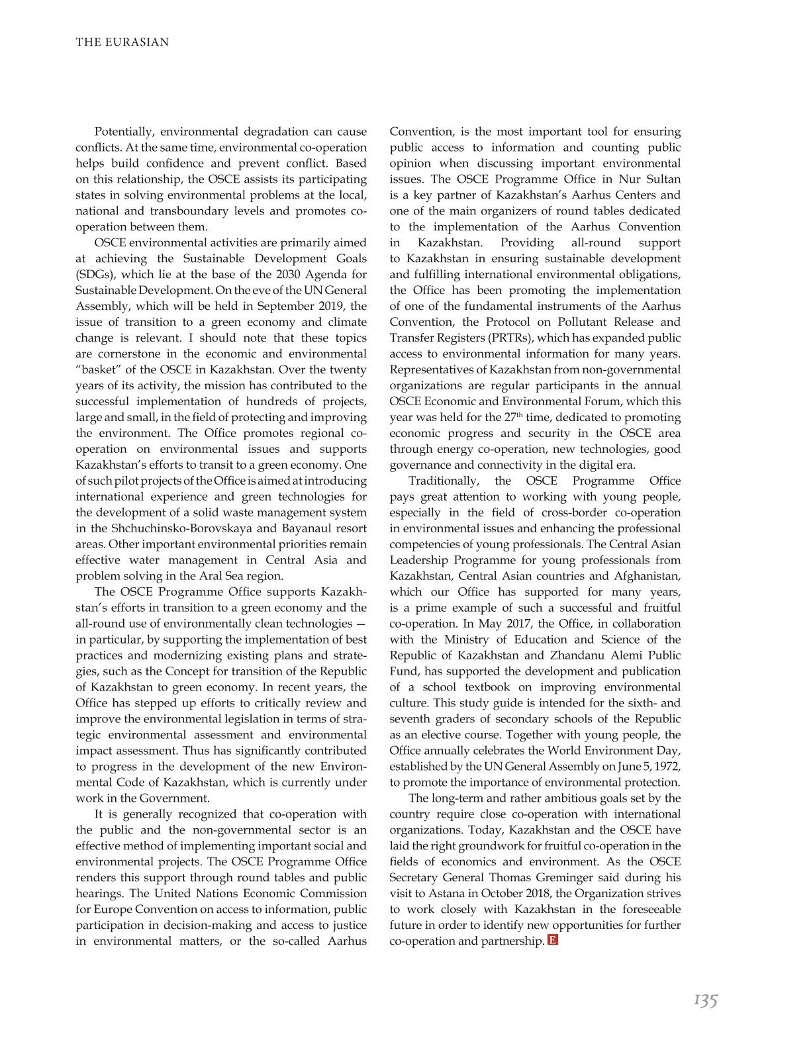 THE EURASIAN
Potentially, environmental degradation can cause
conflicts. At the same time, environmental co-operation
helps build confidence and prevent conflict. Based
on this relationship, the OSCE assists its participating
states in solving environmental problems at the local,
national and transboundary levels and promotes co-
operation between them.
OSCE environmental activities are primarily aimed
at achieving the Sustainable Development Goals
(SDGs), which lie at the base of the 2030 Agenda for
Sustainable Development. On the eve of the UN General
Assembly, which will be held in September 2019, the
issue of transition to a green economy and climate
change is relevant. I should note that these topics
are cornerstone in the economic and environmental
“basket” of the OSCE in Kazakhstan. Over the twenty
years of its activity, the mission has contributed to the
successful implementation of hundreds of projects,
large and small, in the field of protecting and improving
the environment. The Office promotes regional co-
operation on environmental issues and supports
Kazakhstan’s efforts to transit to a green economy. One
of such pilot projects of the Office is aimed at introducing
international experience and green technologies for
the development of a solid waste management system
in the Shchuchinsko-Borovskaya and Bayanaul resort
areas. Other important environmental priorities remain
effective water management in Central Asia and
problem solving in the Aral Sea region.
The OSCE Programme Office supports Kazakh-
stan’s efforts in transition to a green economy and the
all-round use of environmentally clean technologies —
in particular, by supporting the implementation of best
practices and modernizing existing plans and strate-
gies, such as the Concept for transition of the Republic
of Kazakhstan to green economy. In recent years, the
Office has stepped up efforts to critically review and
improve the environmental legislation in terms of stra-
tegic environmental assessment and environmental
impact assessment. Thus has significantly contributed
to progress in the development of the new Environ-
mental Code of Kazakhstan, which is currently under
work in the Government.
It is generally recognized that co-operation with
the public and the non-governmental sector is an
effective method of implementing important social and
environmental projects. The OSCE Programme Office
renders this support through round tables and public
hearings. The United Nations Economic Commission
for Europe Convention on access to information, public
participation in decision-making and access to justice
in environmental matters, or the so-called Aarhus
Convention, is the most important tool for ensuring
public access to information and counting public
opinion when discussing important environmental
issues. The OSCE Programme Office in Nur Sultan
is a key partner of Kazakhstan’s Aarhus Centers and
one of the main organizers of round tables dedicated
to the implementation of the Aarhus Convention
in Kazakhstan. Providing all-round support
to Kazakhstan in ensuring sustainable development
and fulfilling international environmental obligations,
the Office has been promoting the implementation
of one of the fundamental instruments of the Aarhus
Convention, the Protocol on Pollutant Release and
Transfer Registers (PRTRs), which has expanded public
access to environmental information for many years.
Representatives of Kazakhstan from non-governmental
organizations are regular participants in the annual
OSCE Economic and Environmental Forum, which this
year was held for the 27th time, dedicated to promoting
economic progress and security in the OSCE area
through energy co-operation, new technologies, good
governance and connectivity in the digital era.
Traditionally, the OSCE Programme Office
pays great attention to working with young people,
especially in the field of cross-border co-operation
in environmental issues and enhancing the professional
competencies of young professionals. The Central Asian
Leadership Programme for young professionals from
Kazakhstan, Central Asian countries and Afghanistan,
which our Office has supported for many years,
is a prime example of such a successful and fruitful
co-operation. In May 2017, the Office, in collaboration
with the Ministry of Education and Science of the
Republic of Kazakhstan and Zhandanu Alemi Public
Fund, has supported the development and publication
of a school textbook on improving environmental
culture. This study guide is intended for the sixth- and
seventh graders of secondary schools of the Republic
as an elective course. Together with young people, the
Office annually celebrates the World Environment Day,
established by the UN General Assembly on June 5, 1972,
to promote the importance of environmental protection.
The long-term and rather ambitious goals set by the
country require close co-operation with international
organizations. Today, Kazakhstan and the OSCE have
laid the right groundwork for fruitful co-operation in the
fields of economics and environment. As the OSCE
Secretary General Thomas Greminger said during his
visit to Astana in October 2018, the Organization strives
to work closely with Kazakhstan in the foreseeable
future in order to identify new opportunities for further
co-operation and partnership. E
135